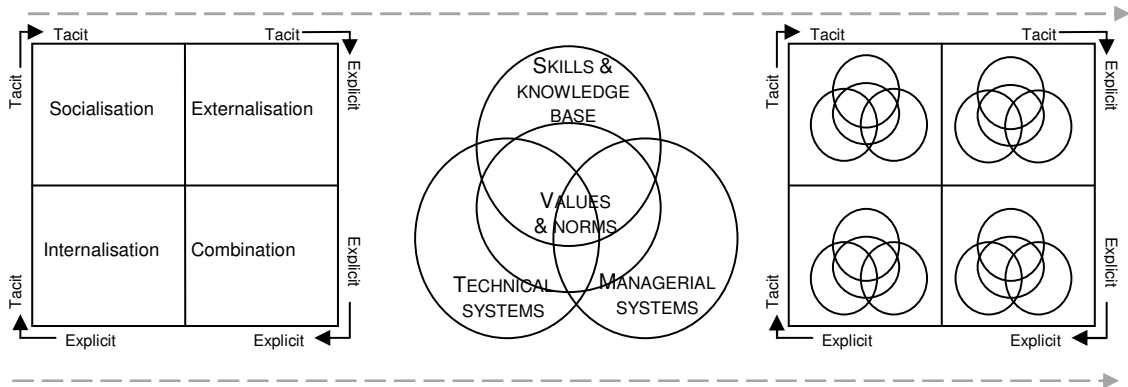 Tacit
Tacit
Tacit
Explicit
Socialisation
Externalisation
Internalisation
Combination
Tacit
Explicit
Explicit
Explicit
SKILLS &
KNOWLEDGE
BASE
VALUES
& NORMS
TECHNICAL
SYSTEMS
MANAGERIAL
SYSTEMS
Tacit
Tacit
Tacit
Explicit
Tacit
Explicit
Explicit
Explicit